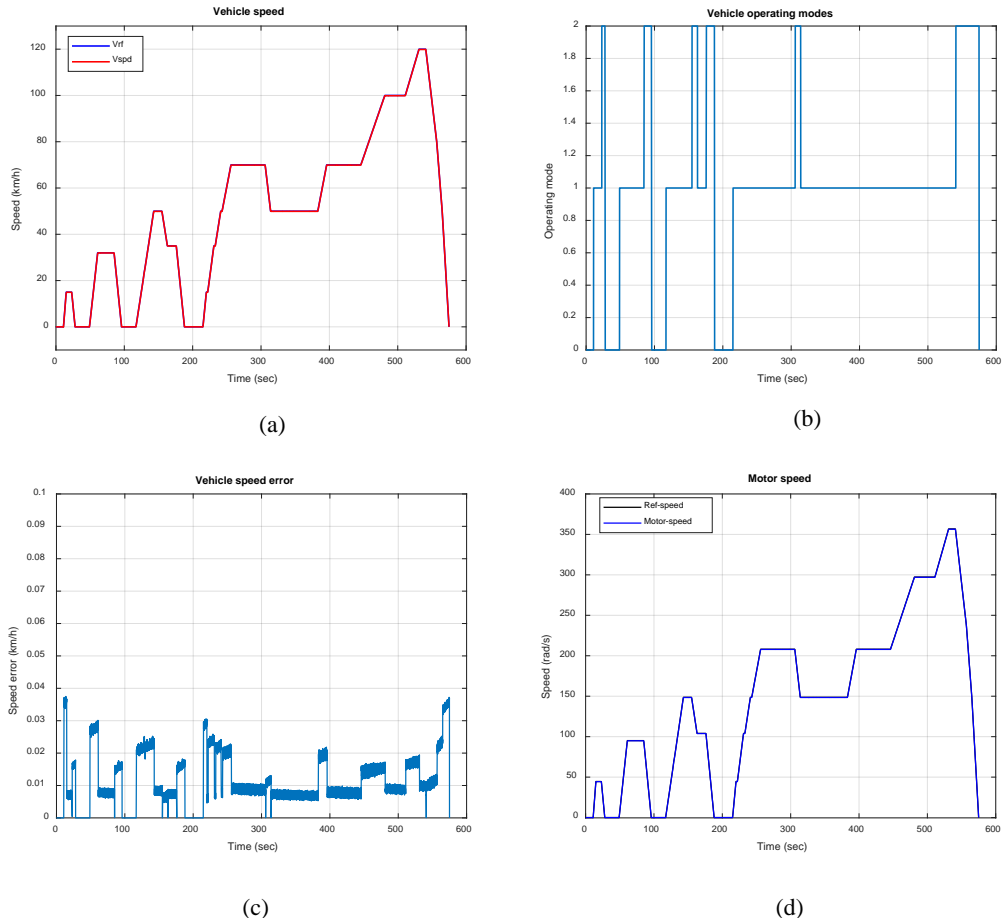 Vehicle speed
Vrf
Vspd
120
100
80
60
40
20
0
Speed (km/h)
0 100 200 300 400 500 600
Time (sec)
(a)
Vehicle operating modes
2
1.8
1.6
1.4
1.2
1
0.8
0.6
0.4
0.2
0
Operating mode
0 100 200 300 400 500 600
Time (sec)
(b)
Vehicle speed error
0.1
0.09
0.08
0.07
0.06
0.05
0.04
0.03
0.02
0.01
0
Speed error (km/h)
0 100 200 300 400 500 600
Time (sec)
(c)
Motor speed
Ref-speed
Motor-speed
400
350
300
250
200
150
100
50
0
Speed (rad/s)
0 100 200 300 400 500 600
Time (sec)
(d)